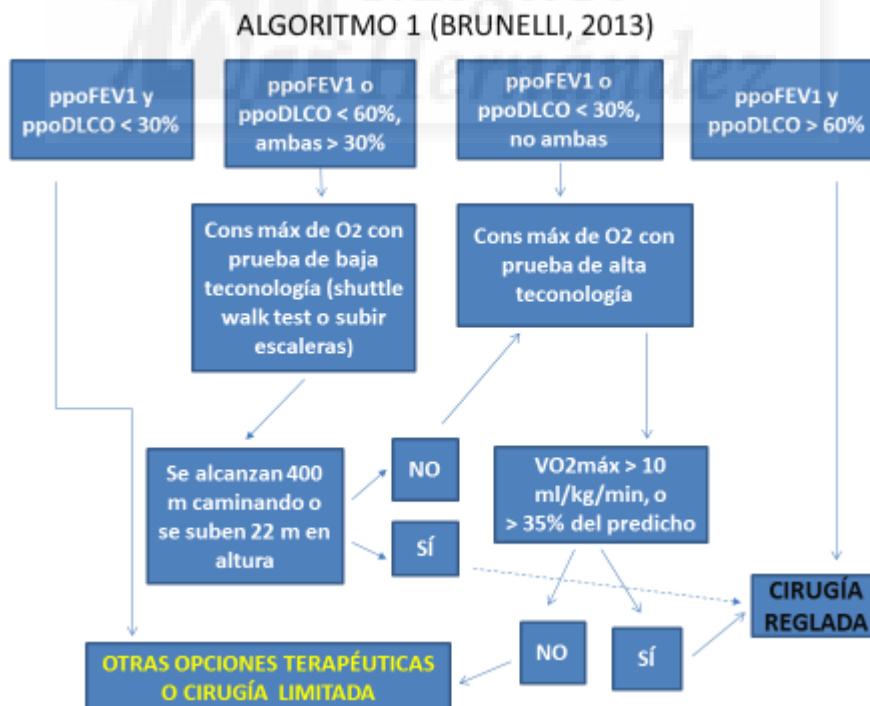 ALGORITMO 1 (BRUNELLI, 2013)
Hernández
ppoFEV1 y
ppoDLCO < 30%
ppoFEV1 o
ppoDLCO < 60%,
ambas > 30%
ppoFEV1 o
ppoDLCO < 30%,
no ambas
ppoFEV1 y
ppoDLCO > 60%
Cons máx de O2 con
prueba de baja
teconología (shuttle
walk test o subir
escaleras)
Cons máx de O2 con
prueba de alta
teconología
Se alcanzan 400
m caminando o
se suben 22 m en
altura
NO
SÍ
VO2máx > 10
ml/kg/min, o
> 35% del predicho
NO
SÍ
CIRUGÍA
REGLADA
OTRAS OPCIONES TERAPÉUTICAS
O CIRUGÍA LIMITADA